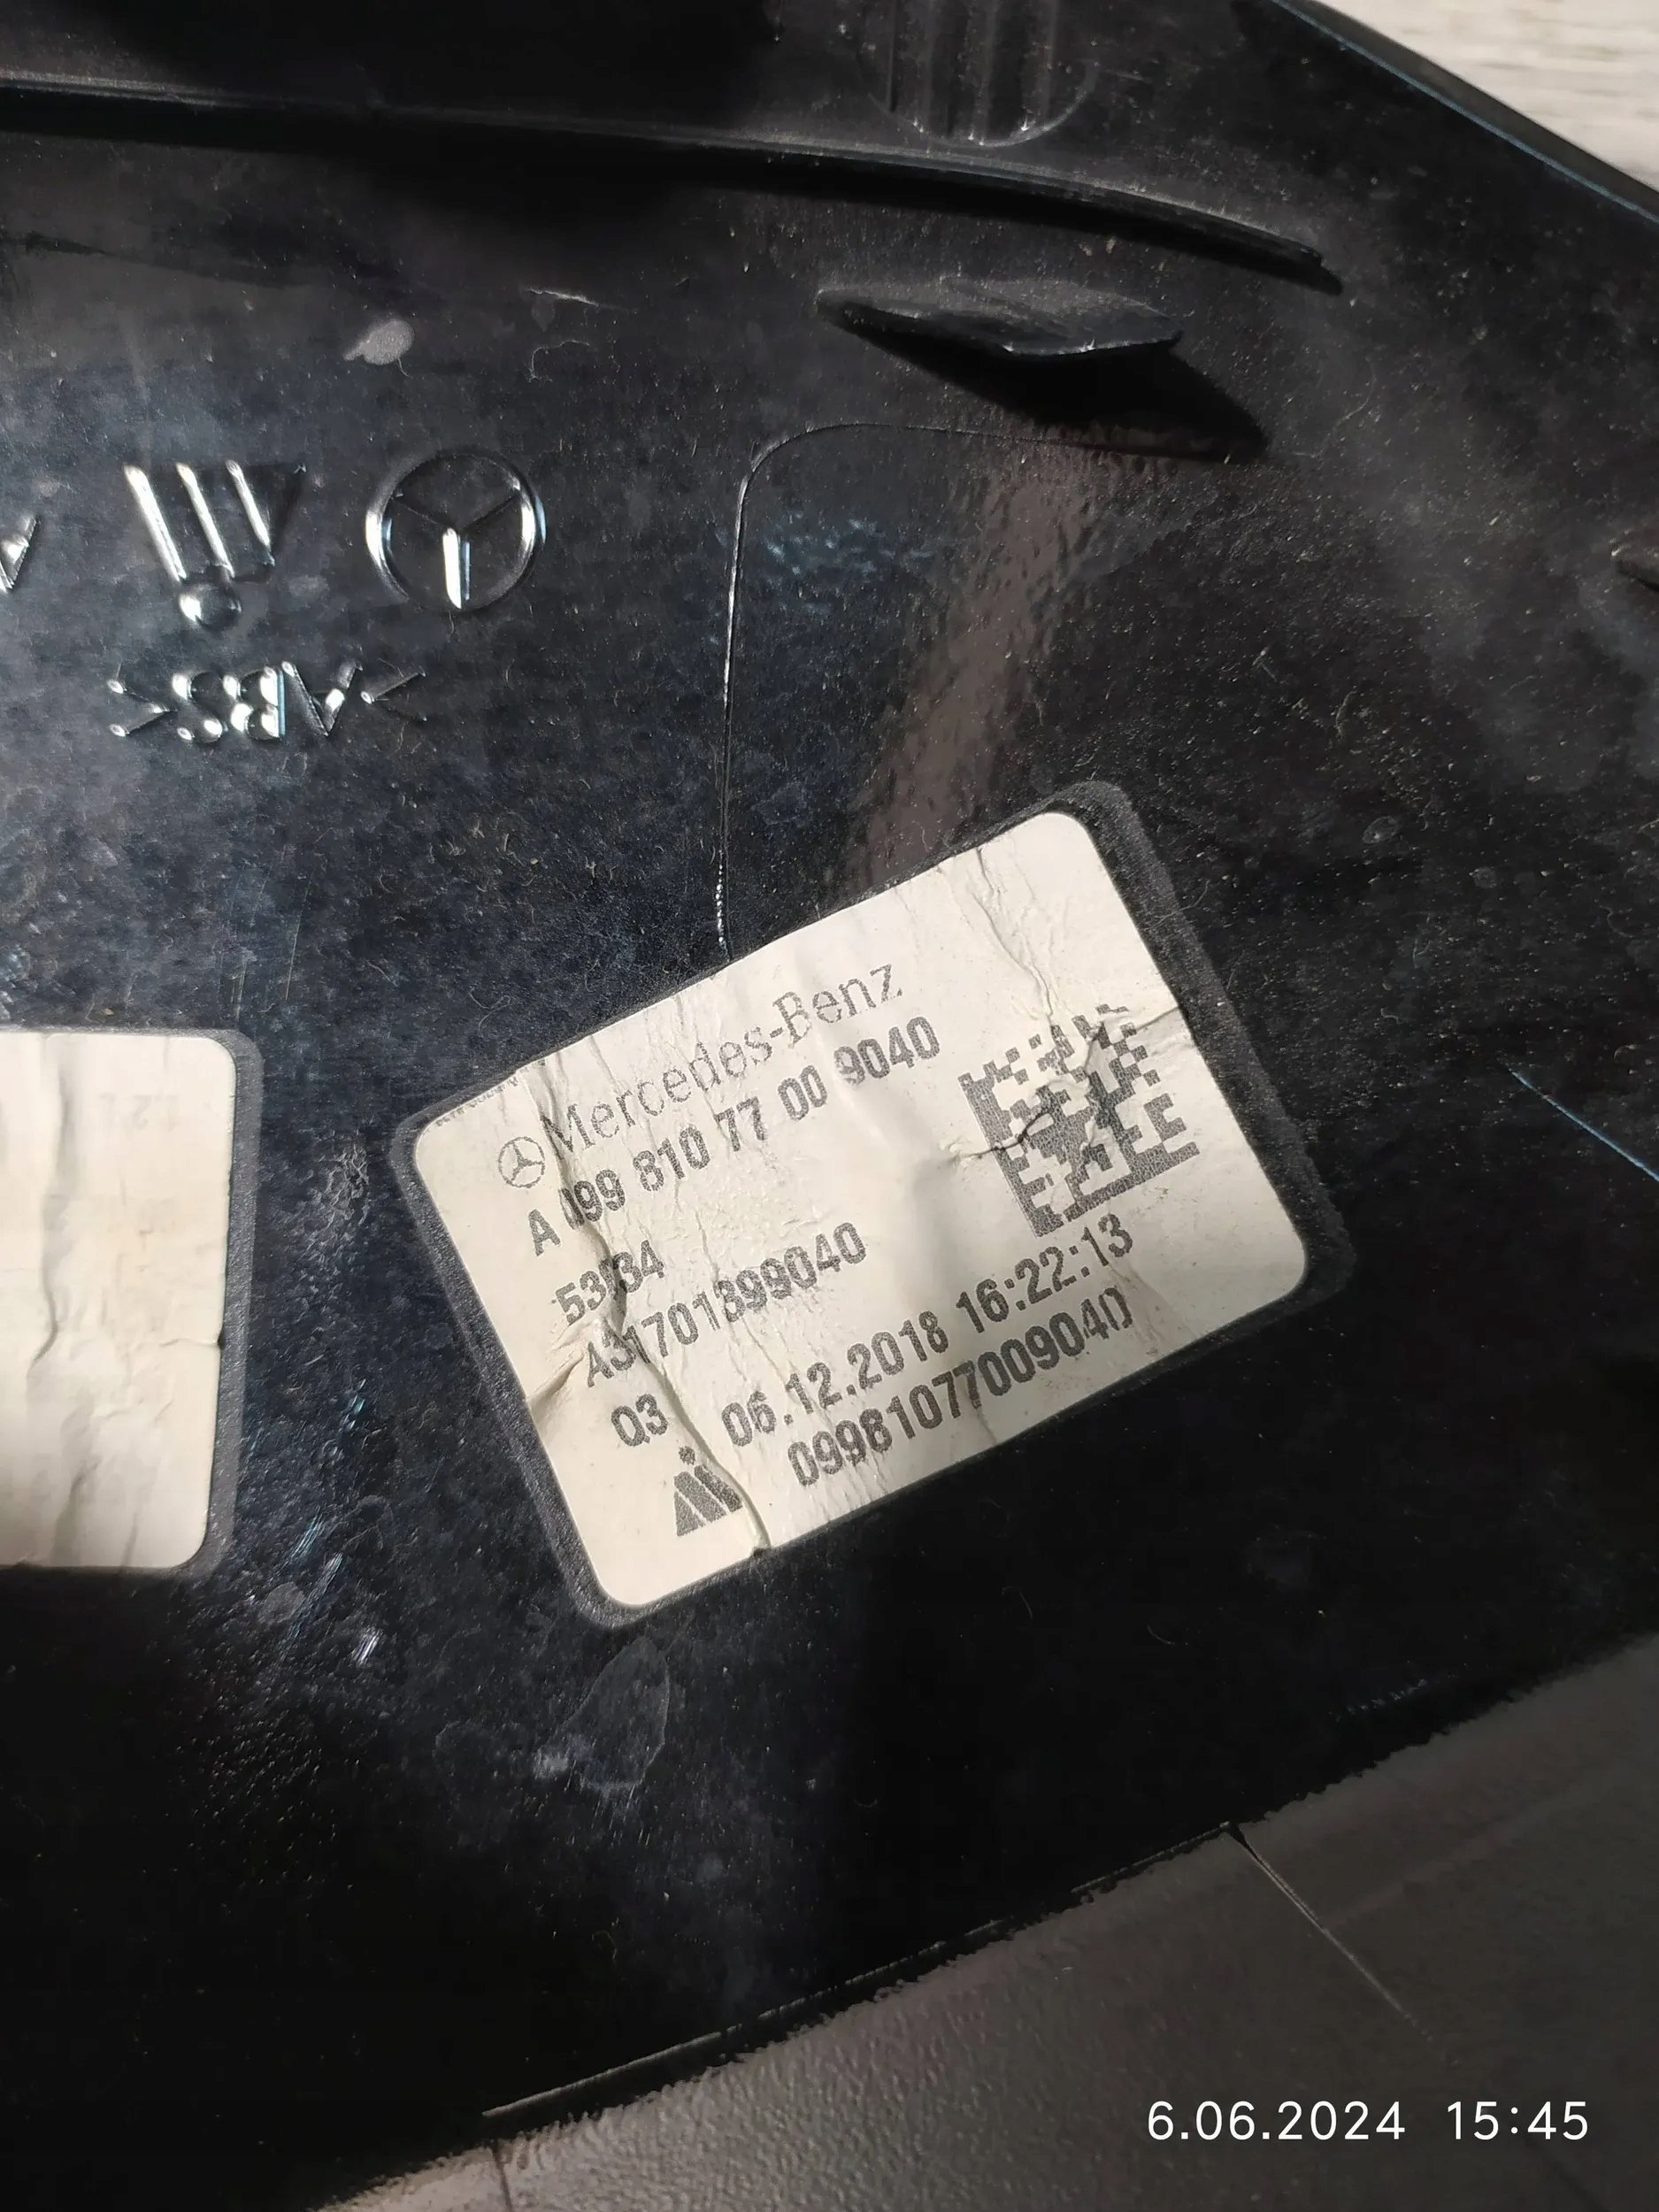 >ABS<
Mercedes-Benz
A 099 810 77 00 9040
A31701399040
Q3 06.12.2018 16:22:13
09981077009040
6.06.2024 15:45